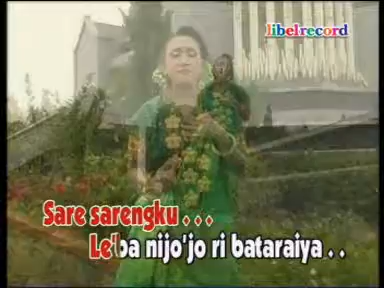 libelrecord
Sare sarengku . . .
Le'ba nijo'jo ri bataraiya . .